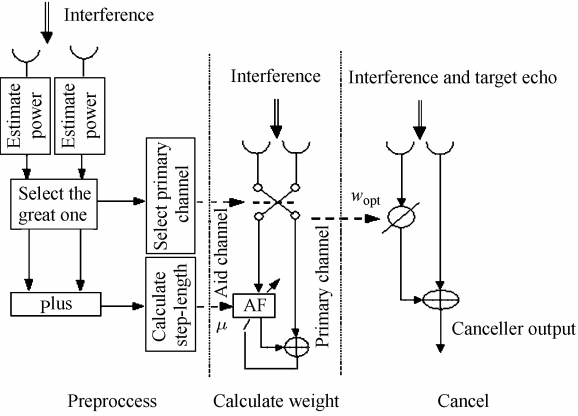 Interference
Estimate
power
Estimate
power
Select the
great one
plus
Select primary
channel
Calculate
step-length
Preproccess
Interference
Aid channel
Primary channel
μ
AF
Calculate weight
Interference and target echo
wopt
Canceller output
Cancel